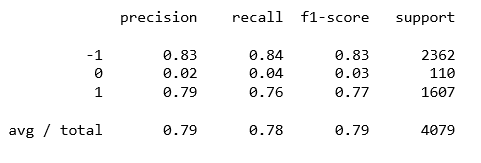 precision recall f1-score support
-1 0.83 0.84 0.83 2362
0 0.02 0.04 0.03 110
1 0.79 0.76 0.77 1607
avg / total 0.79 0.78 0.79 4079